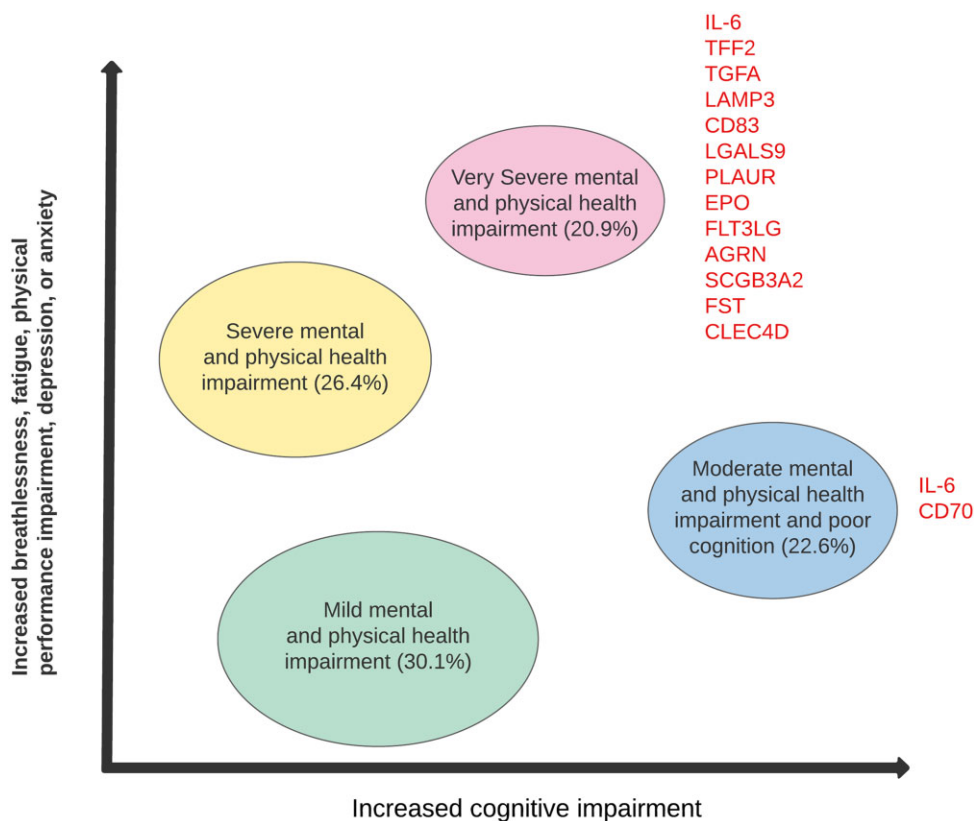 IL-6
TFF2
TGFA
LAMP3
CD83
LGALS9
PLAUR
EPO
FLT3LG
AGRN
SCGB3A2
FST
CLEC4D
Very Severe mental
and physical health
impairment (20.9%)
Severe mental
and physical health
impairment (26.4%)
Moderate mental
and physical health
impairment and poor
cognition (22.6%)
IL-6
CD70
Mild mental
and physical health
impairment (30.1%)
Increased breathlessness, fatigue, physical
performance impairment, depression, or anxiety
Increased cognitive impairment